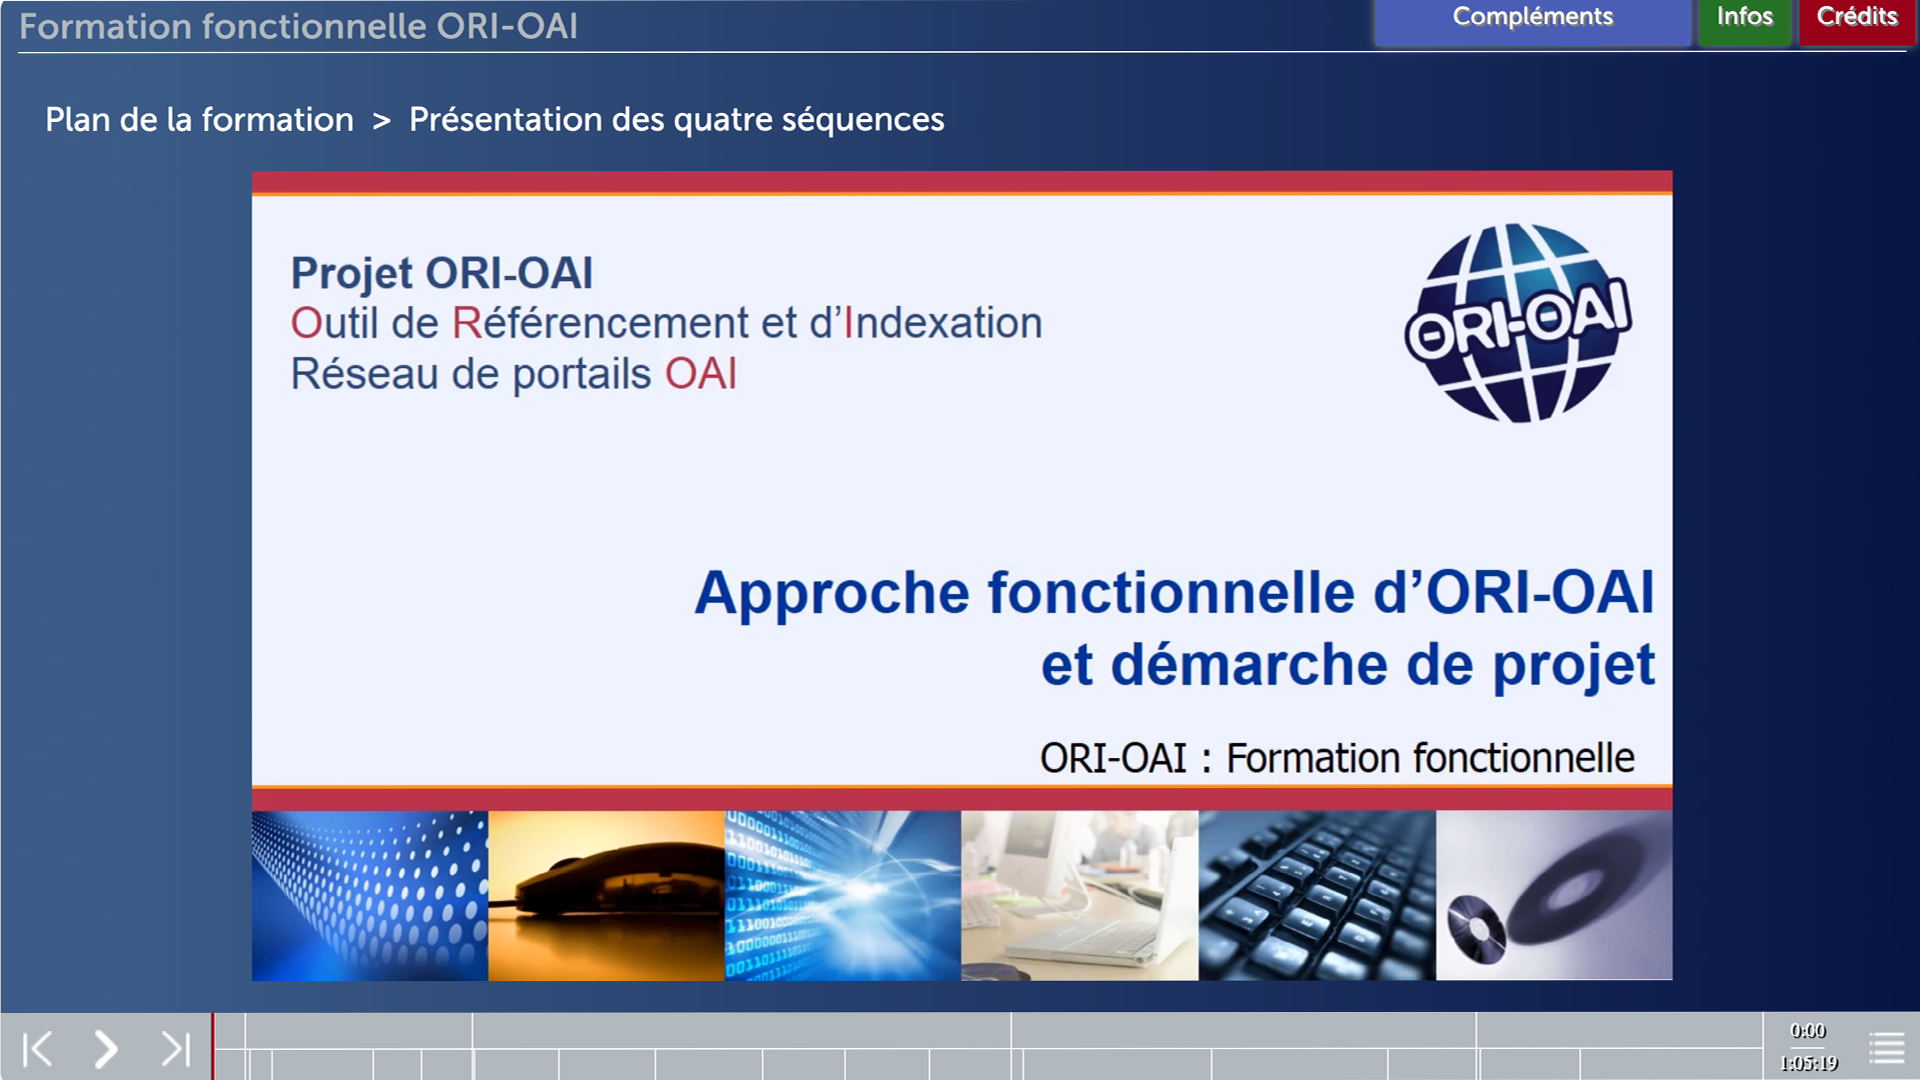 Formation fonctionnelle ORI-OAI
Compléments
Infos
Crédits
Plan de la formation > Présentation des quatre séquences
Projet ORI-OAI
Outil de Référencement et d’Indexation
Réseau de portails OAI
ORI-OAI
Approche fonctionnelle d’ORI-OAI
et démarche de projet
ORI-OAI : Formation fonctionnelle
0:00
1:05:19